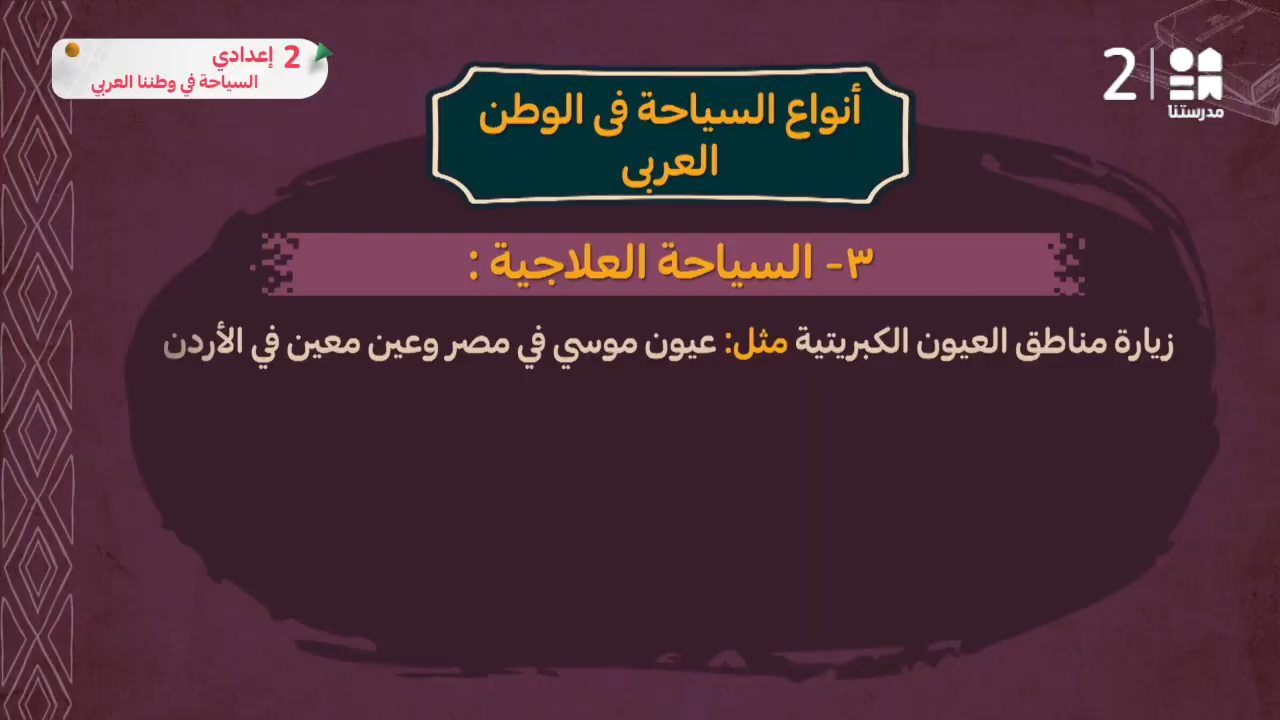 2 إعدادي
السياحة في وطننا العربي
2
مدرستنا
أنواع السياحة فى الوطن
العربى
٣- السياحة العلاجية :
زيارة مناطق العيون الكبريتية مثل: عيون موسي في مصر وعين معين في الأردن